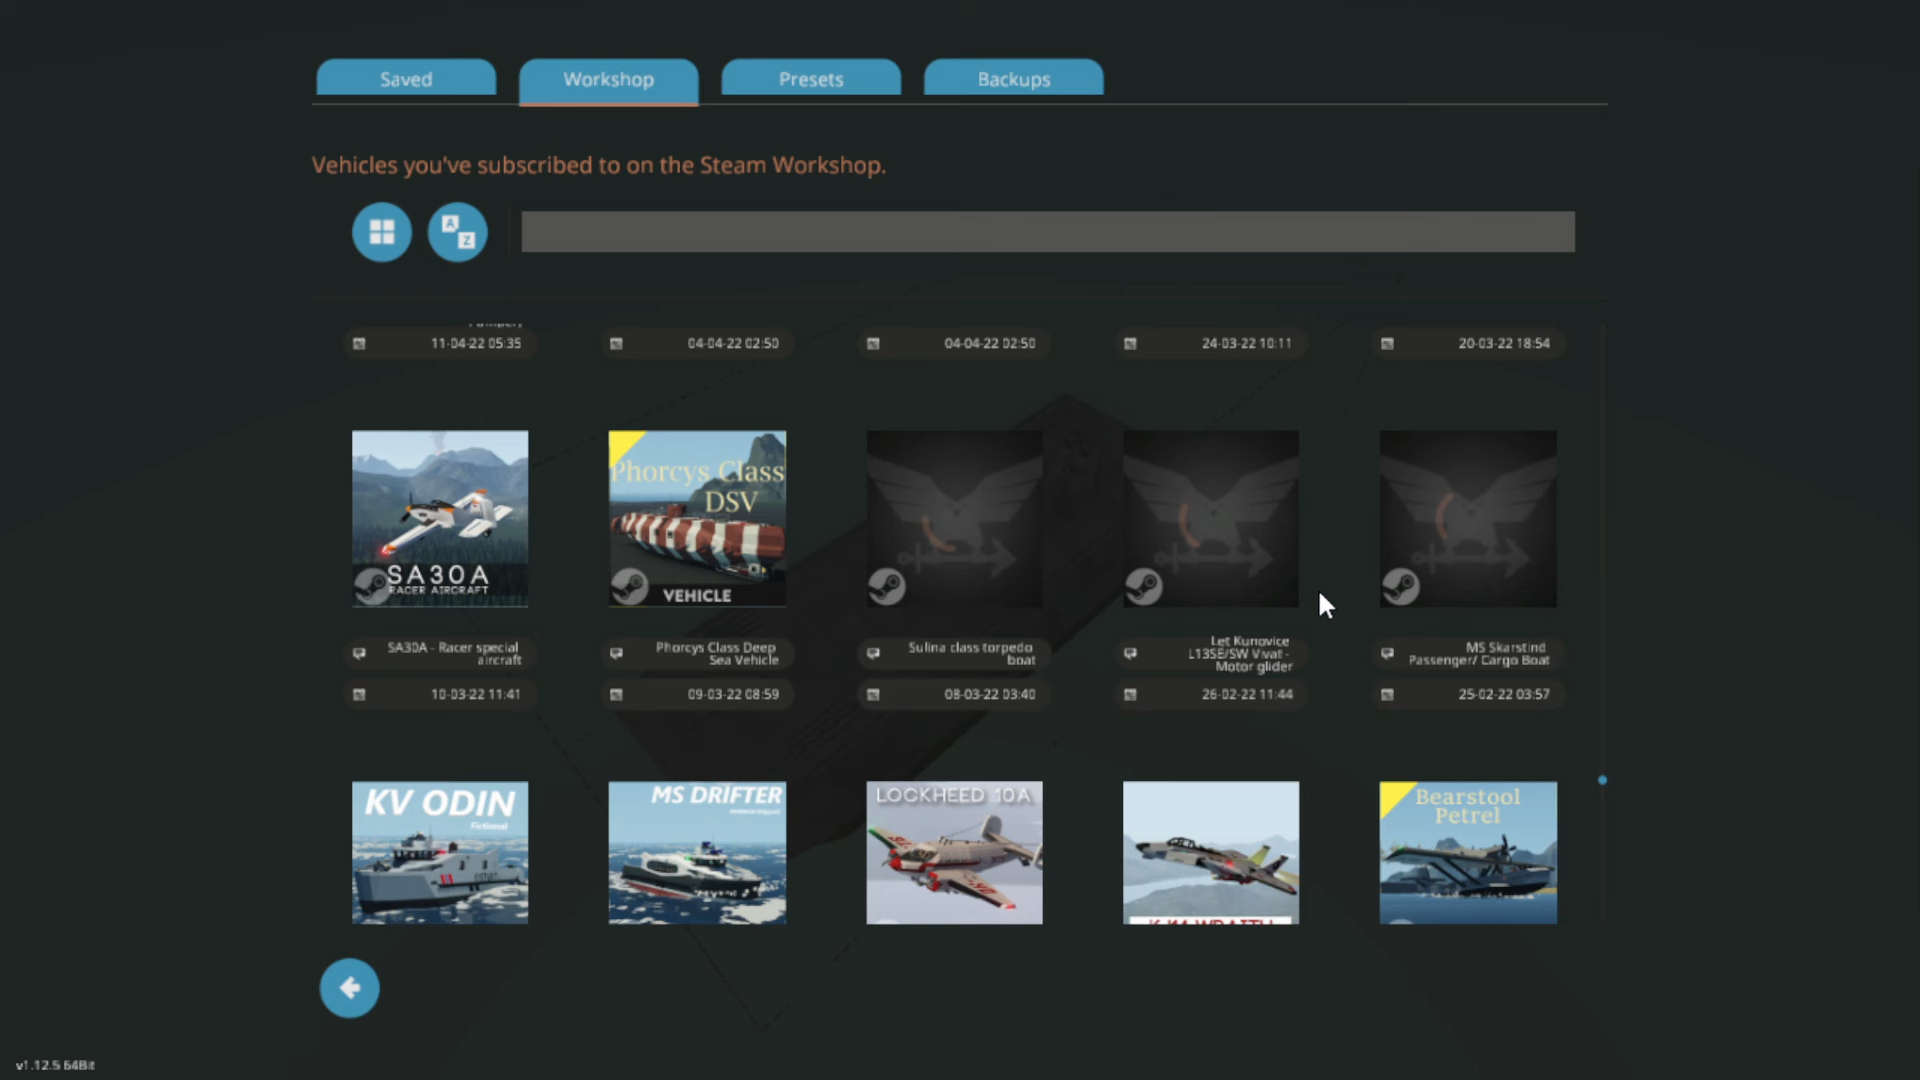 Saved
Workshop
Presets
Backups
Vehicles you've subscribed to on the Steam Workshop.
A
Z
11-04-22 05:35
04-04-22 02:50
04-04-22 02:50
24-03-22 10:11
20-03-22 18:54
SA30A
RACER AIRCRAFT
Phorcys Class
DSV
VEHICLE
SA30A - Racer special
aircraft
Phorcys Class Deep
Sea Vehicle
Sulina class torpedo
boat
Let Kunovice
L13SE/SW Vivat -
Motor glider
MS Skarstind
Passenger/ Cargo Boat
10-03-22 11:41
09-03-22 08:59
08-03-22 03:40
26-02-22 11:44
25-02-22 03:57
KV ODIN
Fictional
MS DRIFTER
LOCKHEED 10A
Bearstool
Petrel
v1.12.5 64Bit